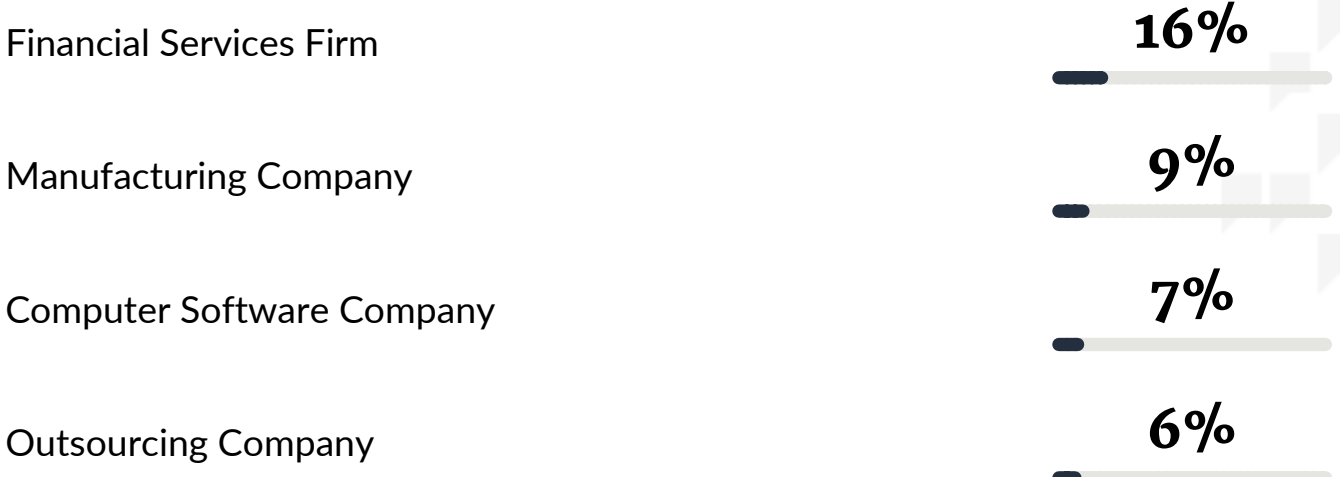 Financial Services Firm
16%
Manufacturing Company
9%
Computer Software Company
7%
Outsourcing Company
6%